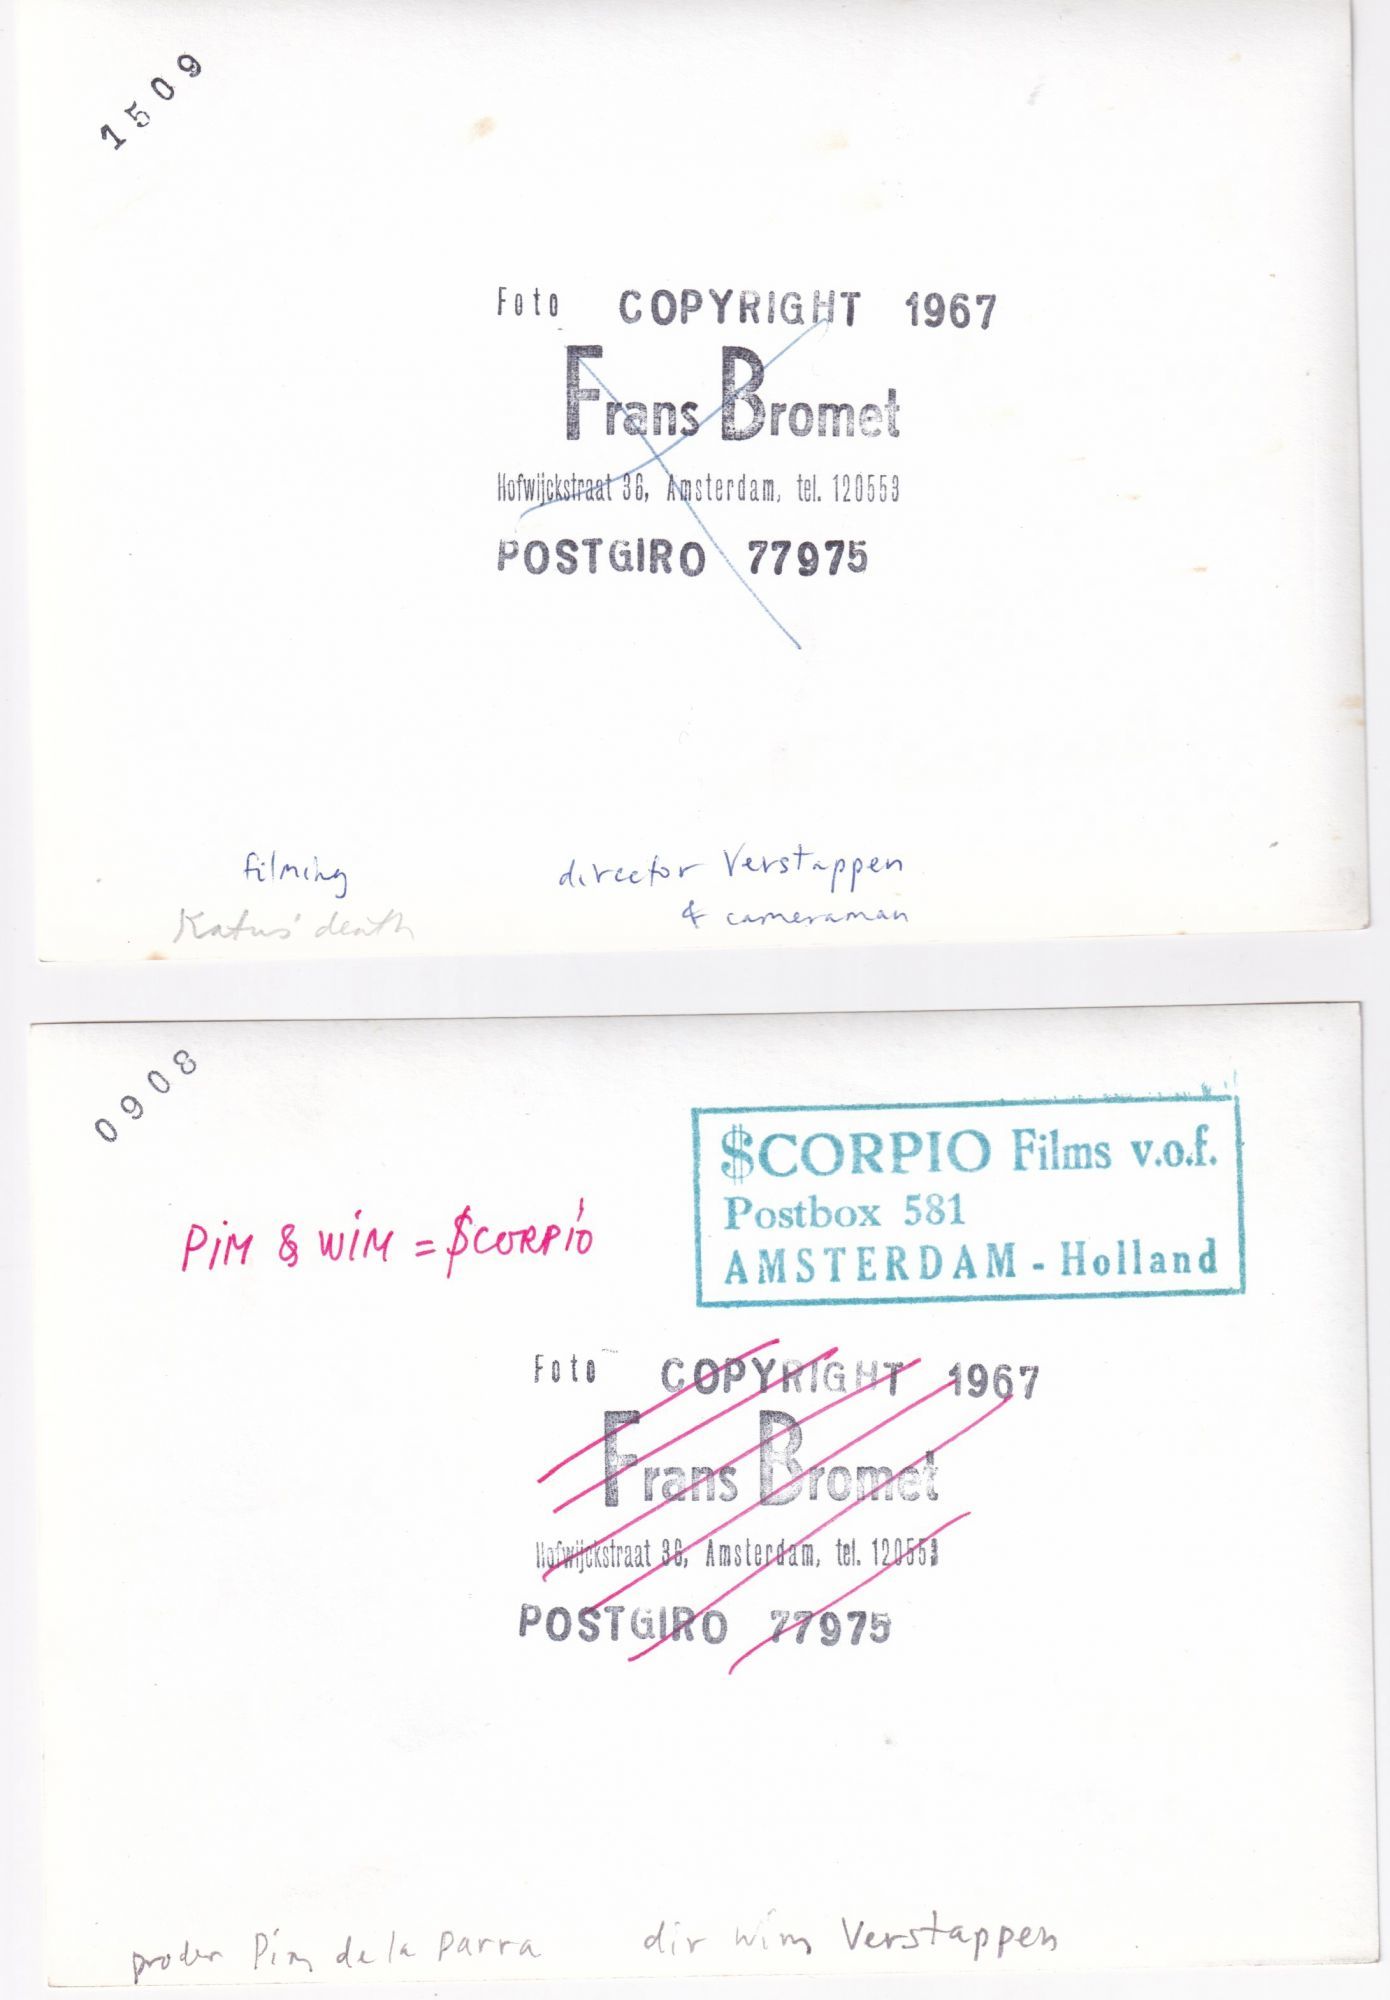 1509
Foto COPYRIGHT 1967
Frans Bromet
Hofwijckstraat 36, Amsterdam, tel. 120553
POSTGIRO 77975
filming director Verstappen
Katus' death & cameraman
0908
$CORPIO Films v.o.f.
Postbox 581
AMSTERDAM - Holland
PiM & WiM = $CORPiO
Foto COPYRIGHT 1967
Frans Bromet
Hofwijckstraat 36, Amsterdam, tel. 120553
POSTGIRO 77975
Pim de la Parra dir Wim Verstappen